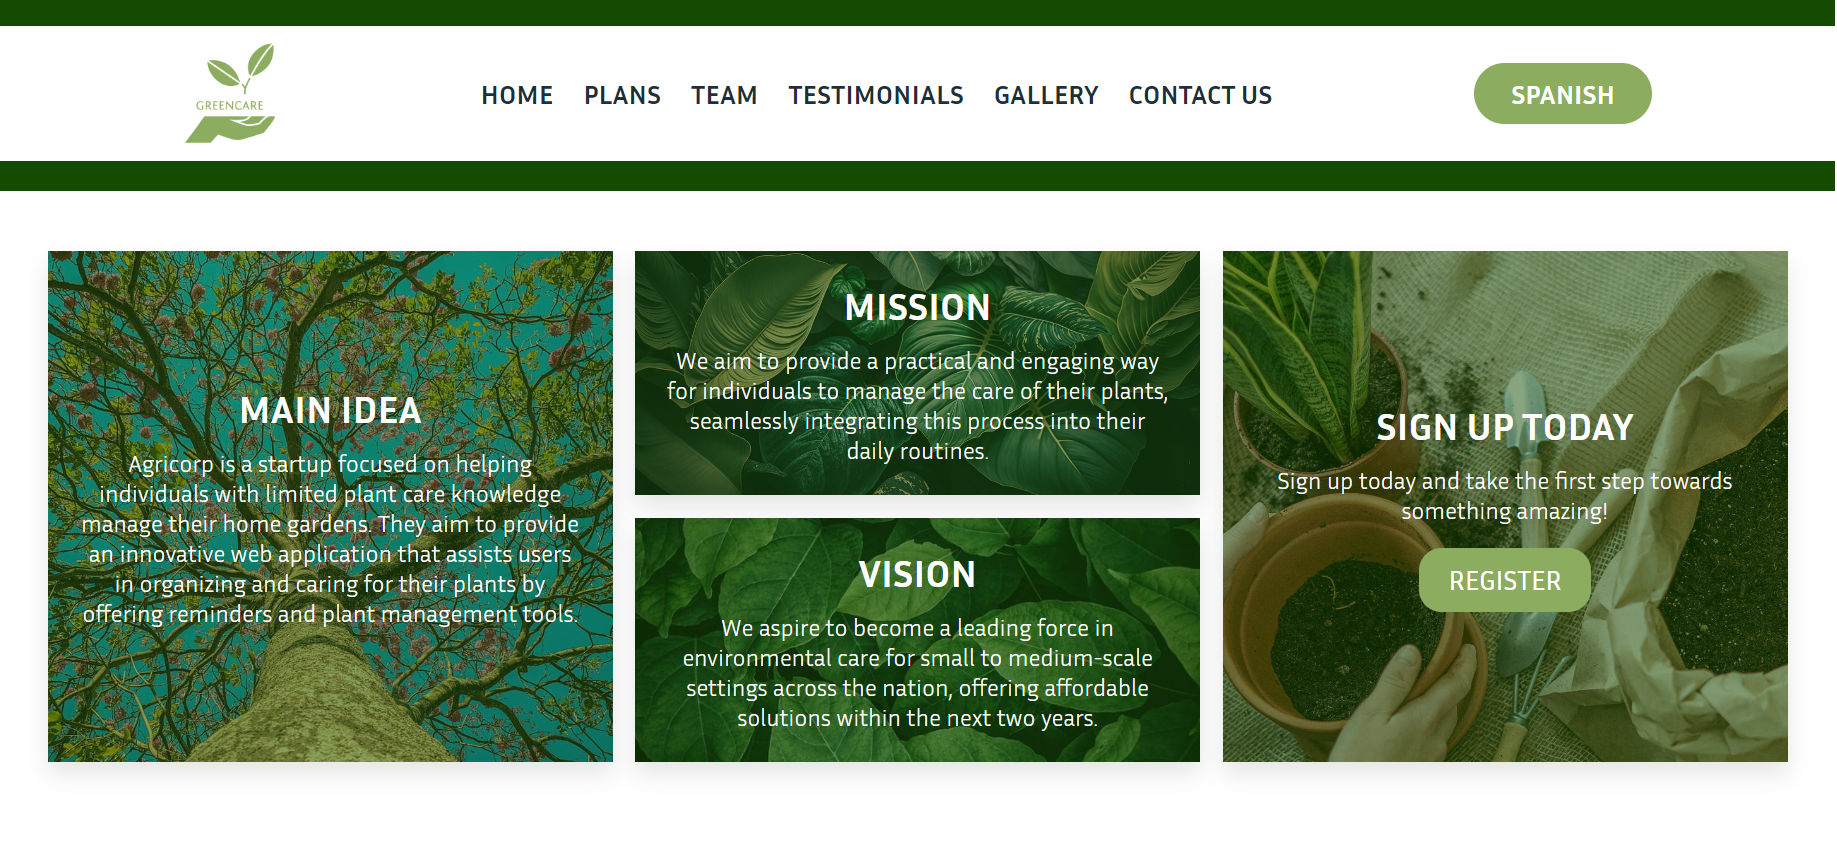 GREENCARE
HOME PLANS TEAM TESTIMONIALS GALLERY CONTACT US
SPANISH
MAIN IDEA
Agricorp is a startup focused on helping
individuals with limited plant care knowledge
manage their home gardens. They aim to provide
an innovative web application that assists users
in organizing and caring for their plants by
offering reminders and plant management tools.
MISSION
We aim to provide a practical and engaging way
for individuals to manage the care of their plants,
seamlessly integrating this process into their
daily routines.
VISION
We aspire to become a leading force in
environmental care for small to medium-scale
settings across the nation, offering affordable
solutions within the next two years.
SIGN UP TODAY
Sign up today and take the first step towards
something amazing!
REGISTER